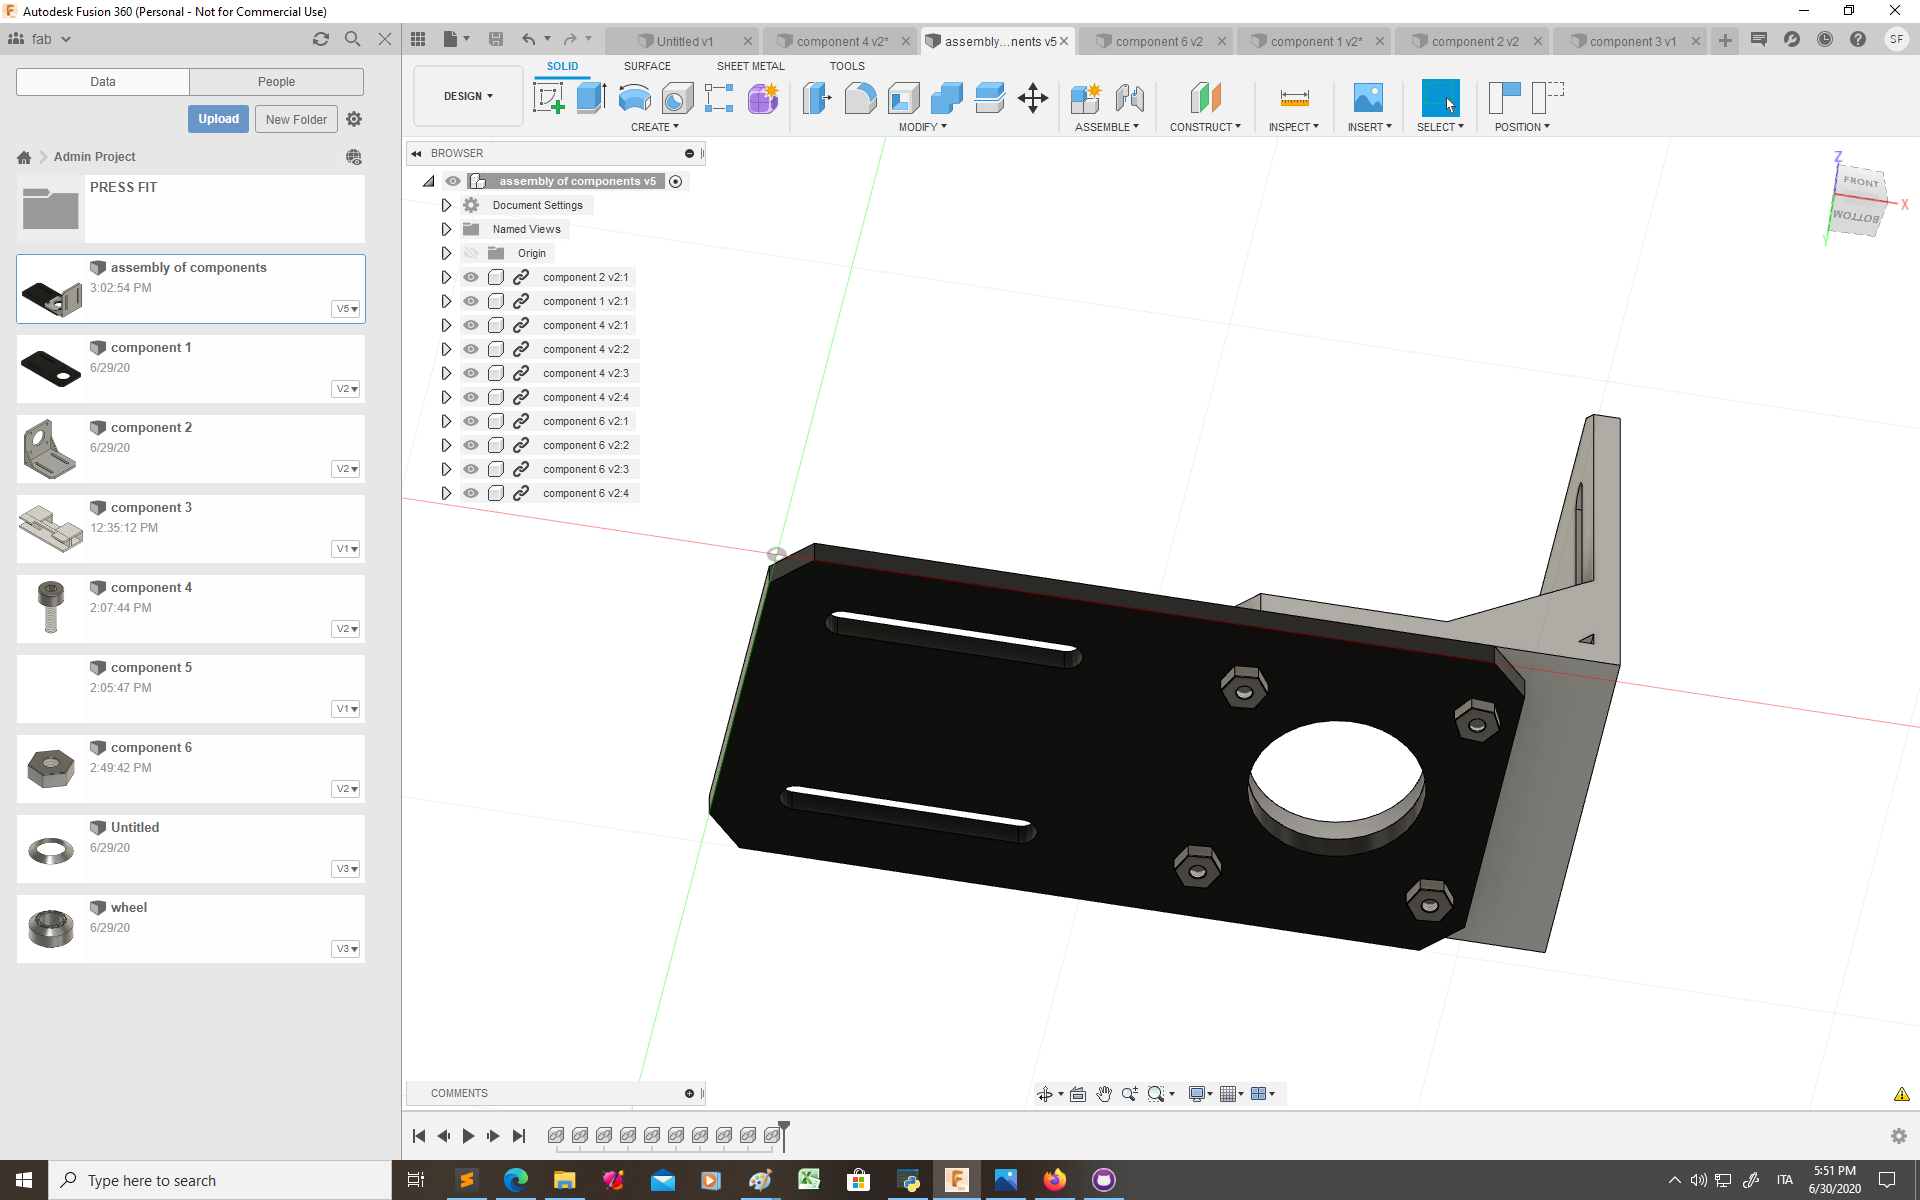 Autodesk Fusion 360 (Personal - Not for Commercial Use)
fab
Untitled v1
component 4 v2*
assembly...nents v5
component 6 v2
component 1 v2*
component 2 v2
component 3 v1
SF
Data
People
Upload
New Folder
Admin Project
PRESS FIT
assembly of components
3:02:54 PM
V5
component 1
6/29/20
V2
component 2
6/29/20
V2
component 3
12:35:12 PM
V1
component 4
2:07:44 PM
V2
component 5
2:05:47 PM
V1
component 6
2:49:42 PM
V2
Untitled
6/29/20
V3
wheel
6/29/20
V3
SOLID
SURFACE
SHEET METAL
TOOLS
DESIGN
CREATE
MODIFY
ASSEMBLE
CONSTRUCT
INSPECT
INSERT
SELECT
POSITION
BROWSER
assembly of components v5
Document Settings
Named Views
Origin
component 2 v2:1
component 1 v2:1
component 4 v2:1
component 4 v2:2
component 4 v2:3
component 4 v2:4
component 6 v2:1
component 6 v2:2
component 6 v2:3
component 6 v2:4
Z
FRONT
X
BOTTOM
Y
COMMENTS
Type here to search
ITA
5:51 PM
6/30/2020